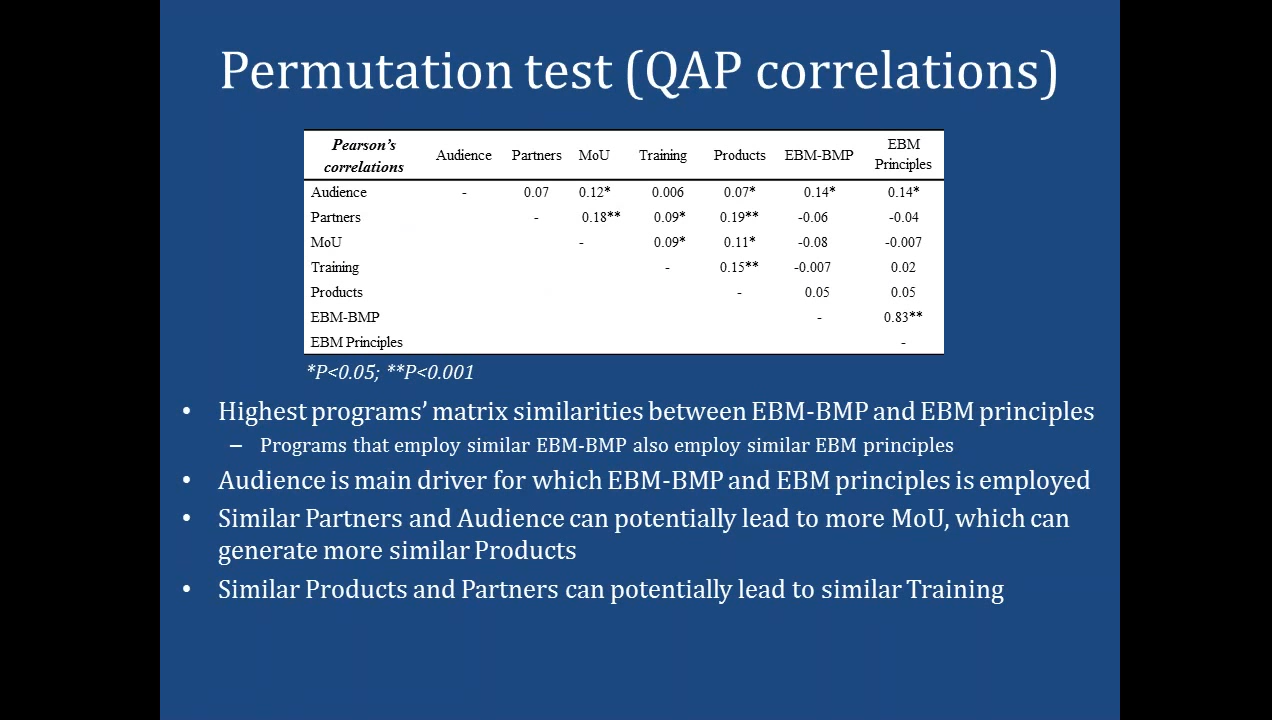 Permutation test (QAP correlations)
Pearson's correlations Audience Partners MoU Training Products EBM-BMP EBM Principles
Audience - 0.07 0.12* 0.006 0.07* 0.14* 0.14*
Partners - 0.18** 0.09* 0.19** -0.06 -0.04
MoU - 0.09* 0.11* -0.08 -0.007
Training - 0.15** -0.007 0.02
Products - 0.05 0.05
EBM-BMP - 0.83**
EBM Principles -
*P<0.05; **P<0.001
• Highest programs’ matrix similarities between EBM-BMP and EBM principles
– Programs that employ similar EBM-BMP also employ similar EBM principles
• Audience is main driver for which EBM-BMP and EBM principles is employed
• Similar Partners and Audience can potentially lead to more MoU, which can
generate more similar Products
• Similar Products and Partners can potentially lead to similar Training